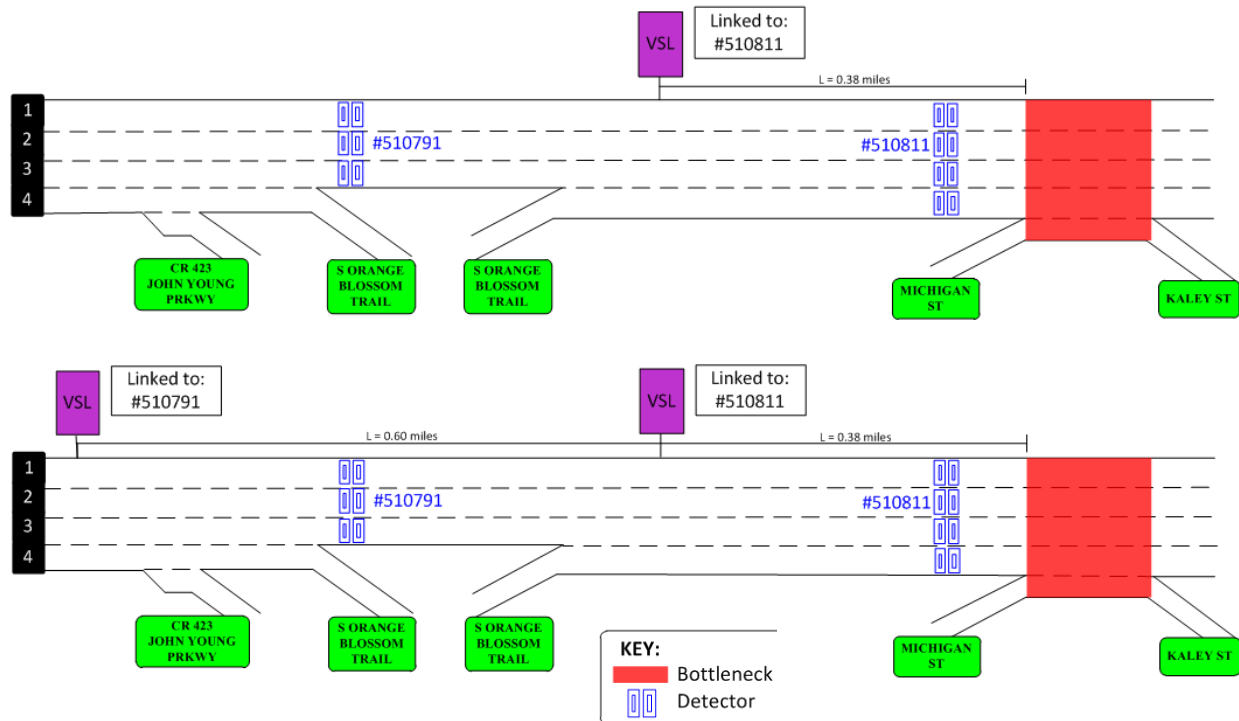 VSL
Linked to:
#510811
L = 0.38 miles
1
2
3
4
#510791
#510811
CR 423
JOHN YOUNG
PRKWY
S ORANGE
BLOSSOM
TRAIL
S ORANGE
BLOSSOM
TRAIL
MICHIGAN
ST
KALEY ST
VSL
Linked to:
#510791
VSL
Linked to:
#510811
L = 0.60 miles
L = 0.38 miles
1
2
3
4
#510791
#510811
CR 423
JOHN YOUNG
PRKWY
S ORANGE
BLOSSOM
TRAIL
S ORANGE
BLOSSOM
TRAIL
MICHIGAN
ST
KALEY ST
KEY:
Bottleneck
Detector